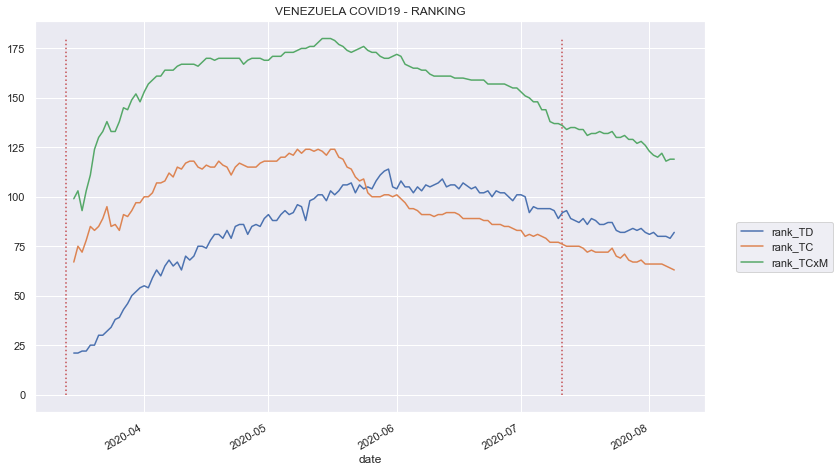 VENEZUELA COVID19 - RANKING
175
150
125
100
75
50
25
0
2020-04
2020-05
2020-06
2020-07
2020-08
date
rank_TD
rank_TC
rank_TCxM